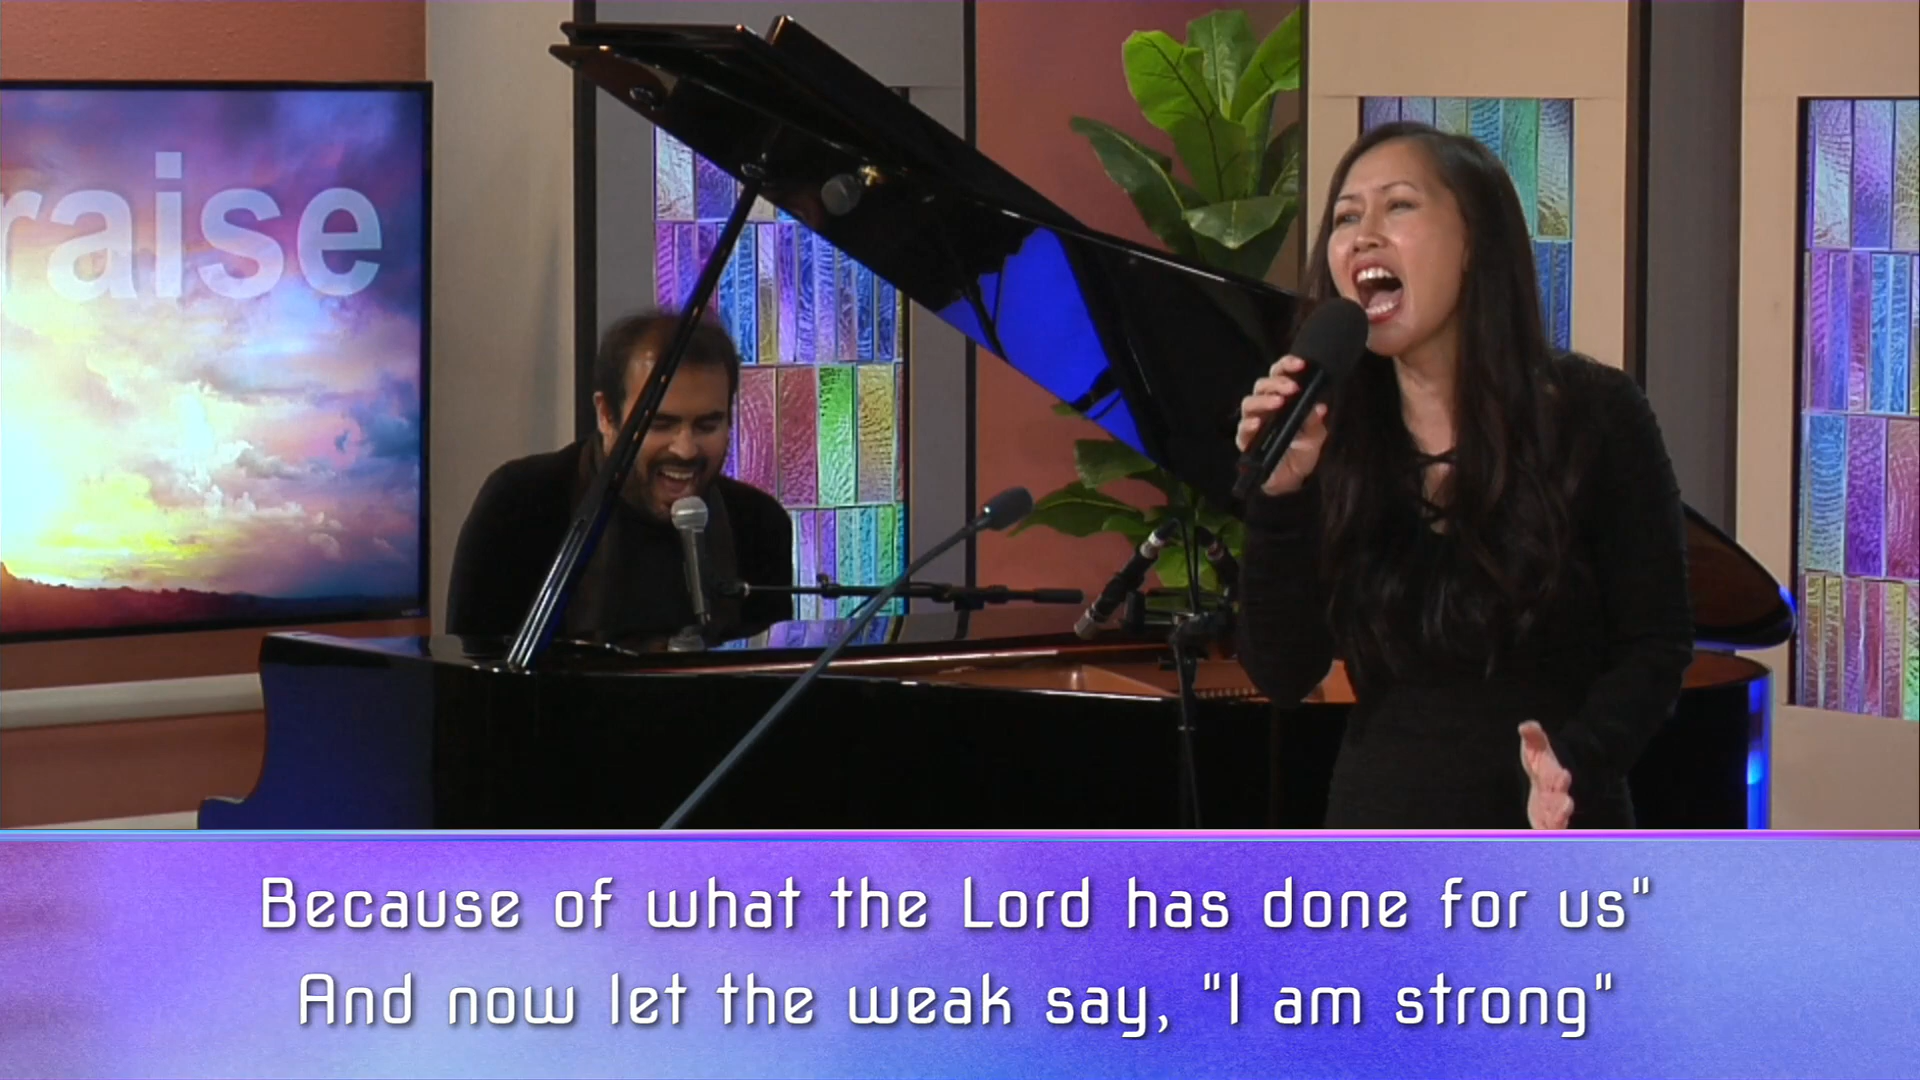 raise
Because of what the Lord has done for us"
And now let the weak say, "I am strong"